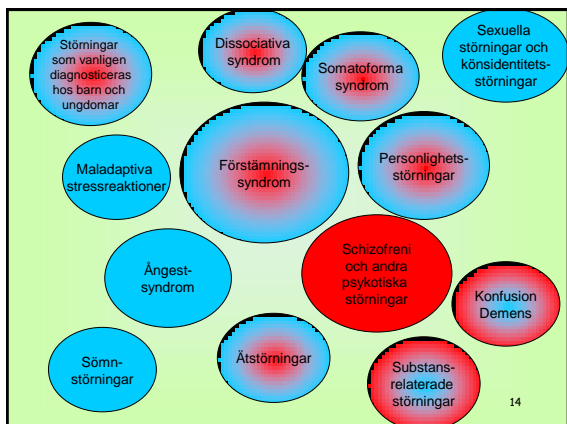 Störningar
som vanligen
diagnosticeras
hos barn och
ungdomar
Dissociativa
syndrom
Somatoforma
syndrom
Sexuella
störningar och
könsidentitets-
störningar
Maladaptiva
stressreaktioner
Förstämnings-
syndrom
Personlighets-
störningar
Ångest-
syndrom
Schizofreni
och andra
psykotiska
störningar
Konfusion
Demens
Sömn-
störningar
Ätstörningar
Substans-
relaterade
störningar
14